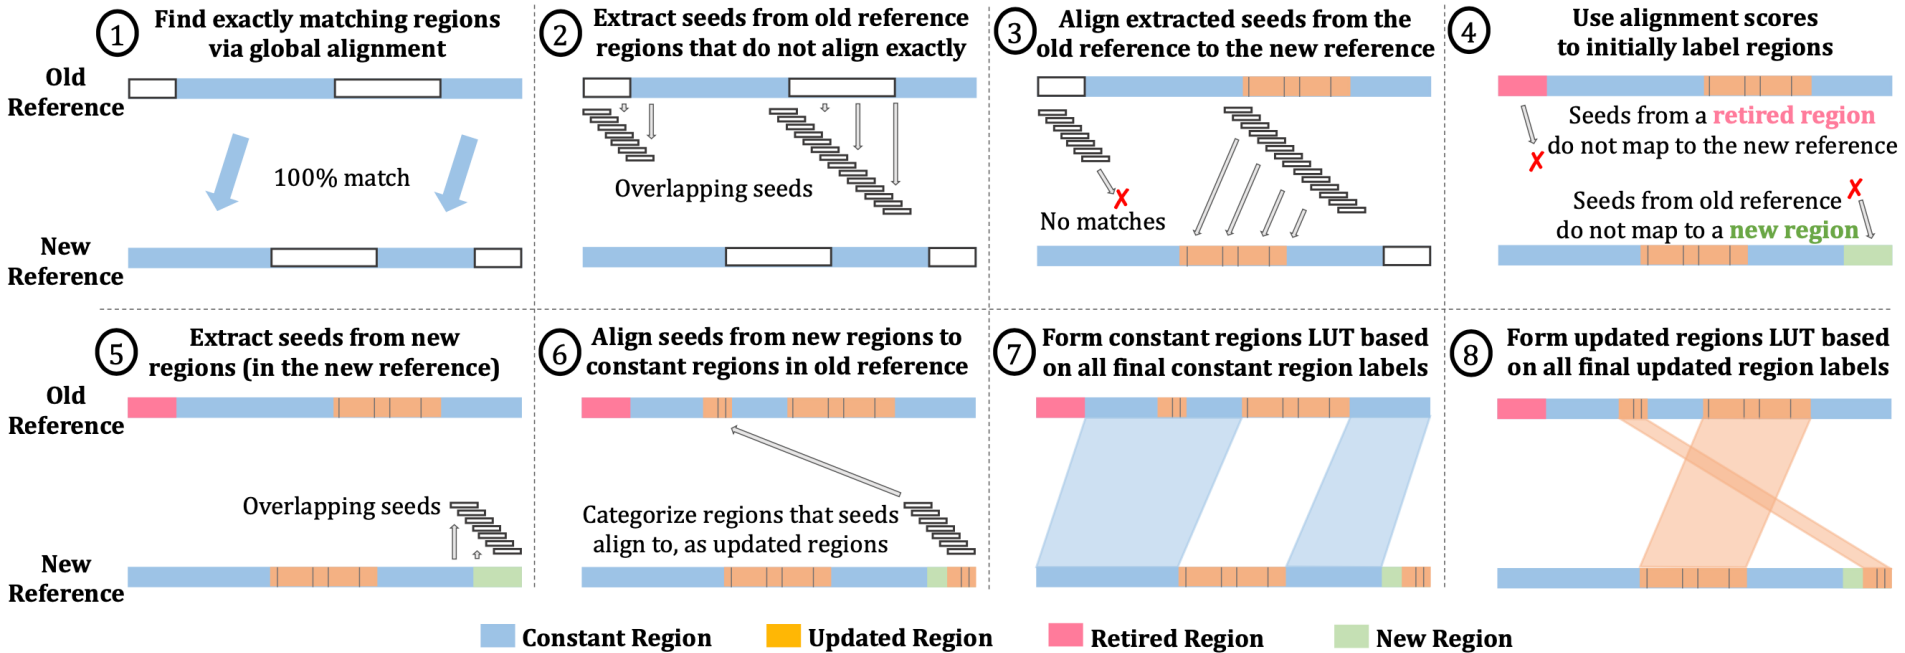 1
Find exactly matching regions
via global alignment
Old
Reference
100% match
New
Reference
2
Extract seeds from old reference
regions that do not align exactly
Overlapping seeds
3
Align extracted seeds from the
old reference to the new reference
No matches
4
Use alignment scores
to initially label regions
Seeds from a retired region
do not map to the new reference
Seeds from old reference
do not map to a new region
5
Extract seeds from new
regions (in the new reference)
Old
Reference
Overlapping seeds
New
Reference
6
Align seeds from new regions to
constant regions in old reference
Categorize regions that seeds
align to, as updated regions
7
Form constant regions LUT based
on all final constant region labels
8
Form updated regions LUT based
on all final updated region labels
Constant Region
Updated Region
Retired Region
New Region